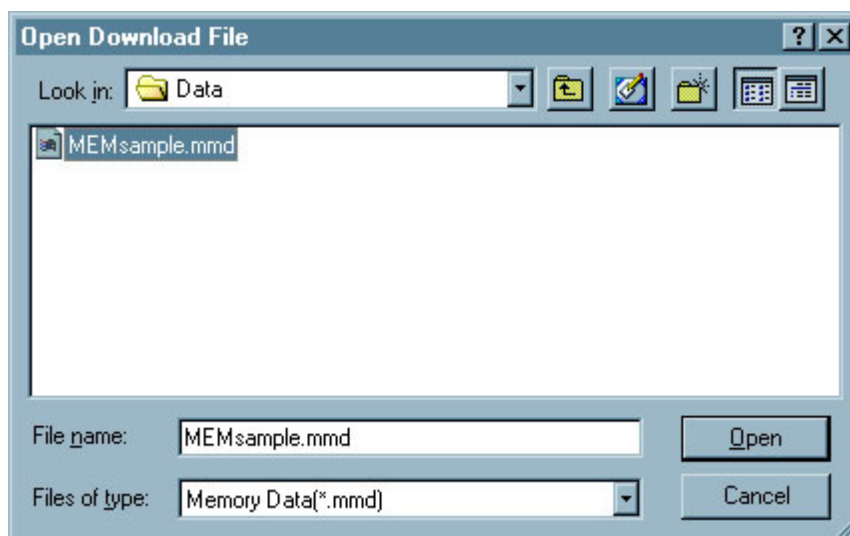 Open Download File
Look in: Data
MEMsample.mmd
File name: MEMsample.mmd Open
Files of type: Memory Data(*.mmd) Cancel